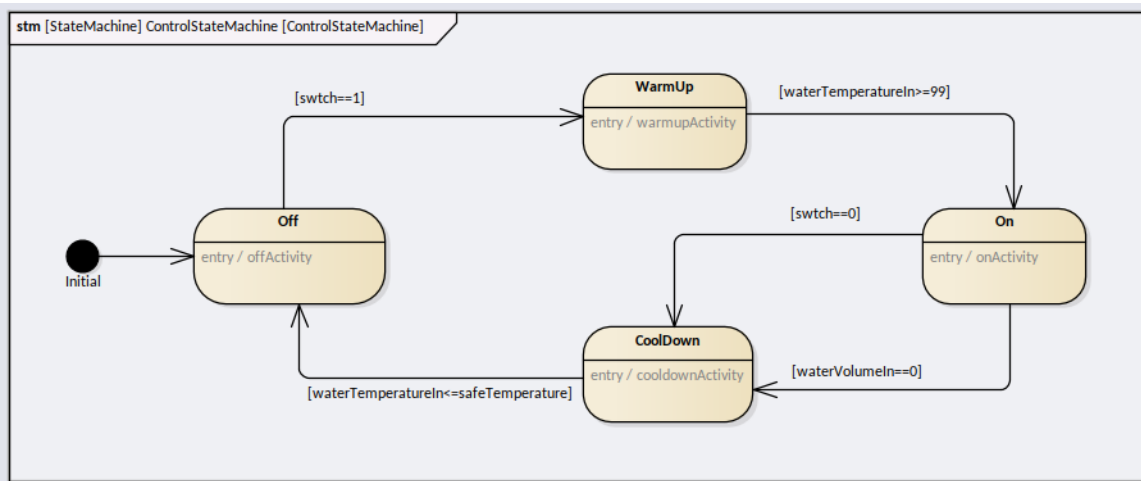 stm [StateMachine] ControlStateMachine [ControlStateMachine]
WarmUp
entry / warmupActivity
[swtch==1]
[waterTemperatureIn>=99]
Off
entry / offActivity
Initial
[swtch==0]
On
entry / onActivity
CoolDown
entry / cooldownActivity
[waterVolumeIn==0]
[waterTemperatureIn<=safeTemperature]